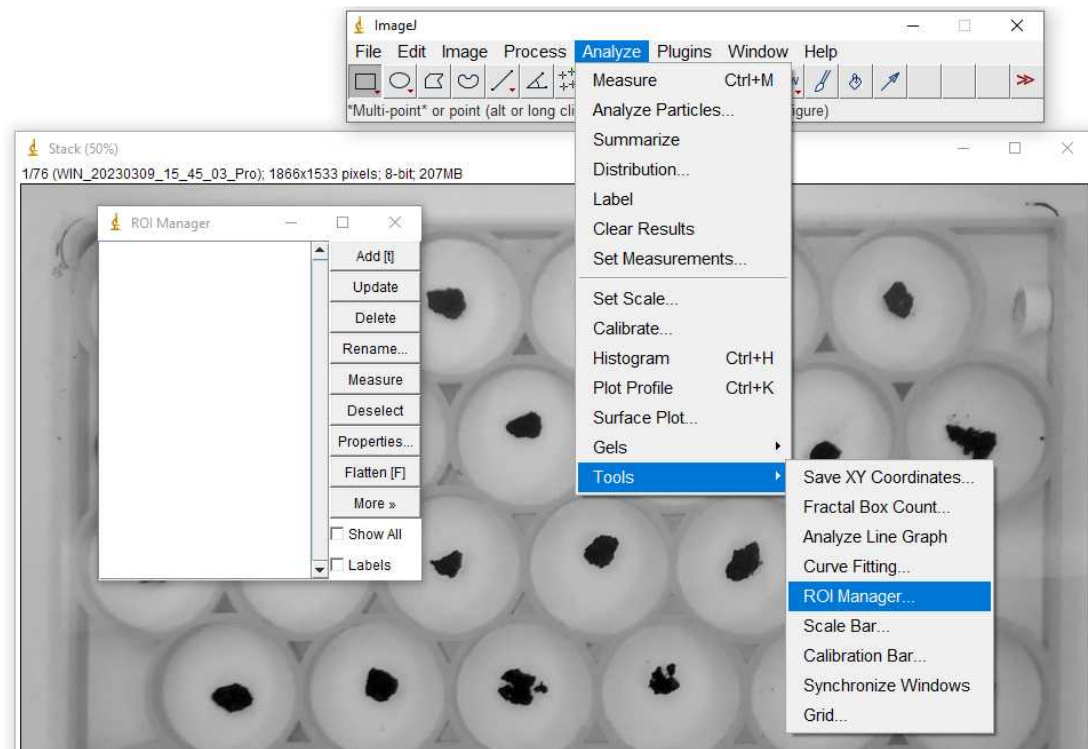 ImageJ
File Edit Image Process Analyze Plugins Window Help
*Multi-point* or point (alt or long cli
igure)
Measure Ctrl+M
Analyze Particles...
Summarize
Distribution...
Label
Clear Results
Set Measurements...
Set Scale...
Calibrate...
Histogram Ctrl+H
Plot Profile Ctrl+K
Surface Plot...
Gels
Tools
Save XY Coordinates...
Fractal Box Count...
Analyze Line Graph
Curve Fitting...
ROI Manager...
Scale Bar...
Calibration Bar...
Synchronize Windows
Grid...
Stack (50%)
1/76 (WIN_20230309_15_45_03_Pro); 1866x1533 pixels; 8-bit; 207MB
ROI Manager
Add [t]
Update
Delete
Rename...
Measure
Deselect
Properties...
Flatten [F]
More »
Show All
Labels